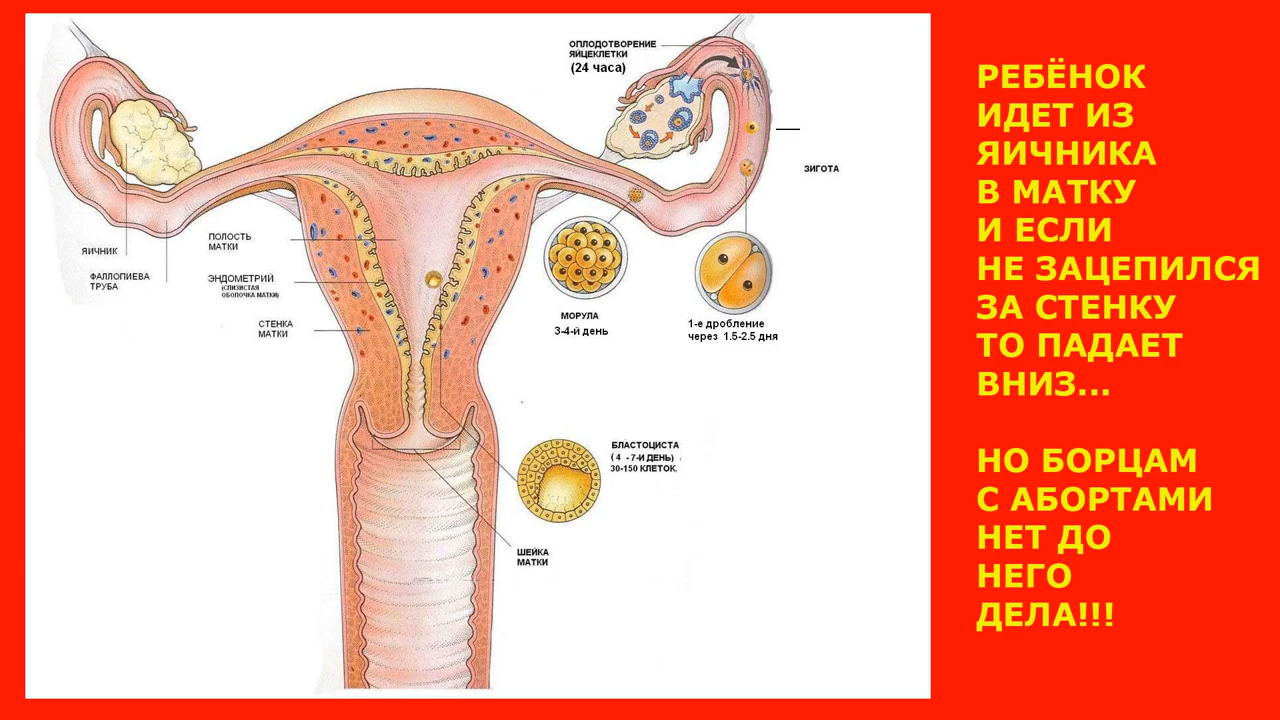 ОПЛОДОТВОРЕНИЕ
ЯЙЦЕКЛЕТКИ
(24 часа)
ЗИГОТА
ЯИЧНИК
ФАЛЛОПИЕВА
ТРУБА
ПОЛОСТЬ
МАТКИ
ЭНДОМЕТРИЙ
(СЛИЗИСТАЯ
ОБОЛОЧКА МАТКИ)
СТЕНКА
МАТКИ
МОРУЛА
3-4-й день
1-е дробление
через 1.5-2.5 дня
БЛАСТОЦИСТА
( 4 - 7-И ДЕНЬ)
30-150 КЛЕТОК.
ШЕЙКА
МАТКИ
РЕБЁНОК
ИДЕТ ИЗ
ЯИЧНИКА
В МАТКУ
И ЕСЛИ
НЕ ЗАЦЕПИЛСЯ
ЗА СТЕНКУ
ТО ПАДАЕТ
ВНИЗ...
НО БОРЦАМ
С АБОРТАМИ
НЕТ ДО
НЕГО
ДЕЛА!!!